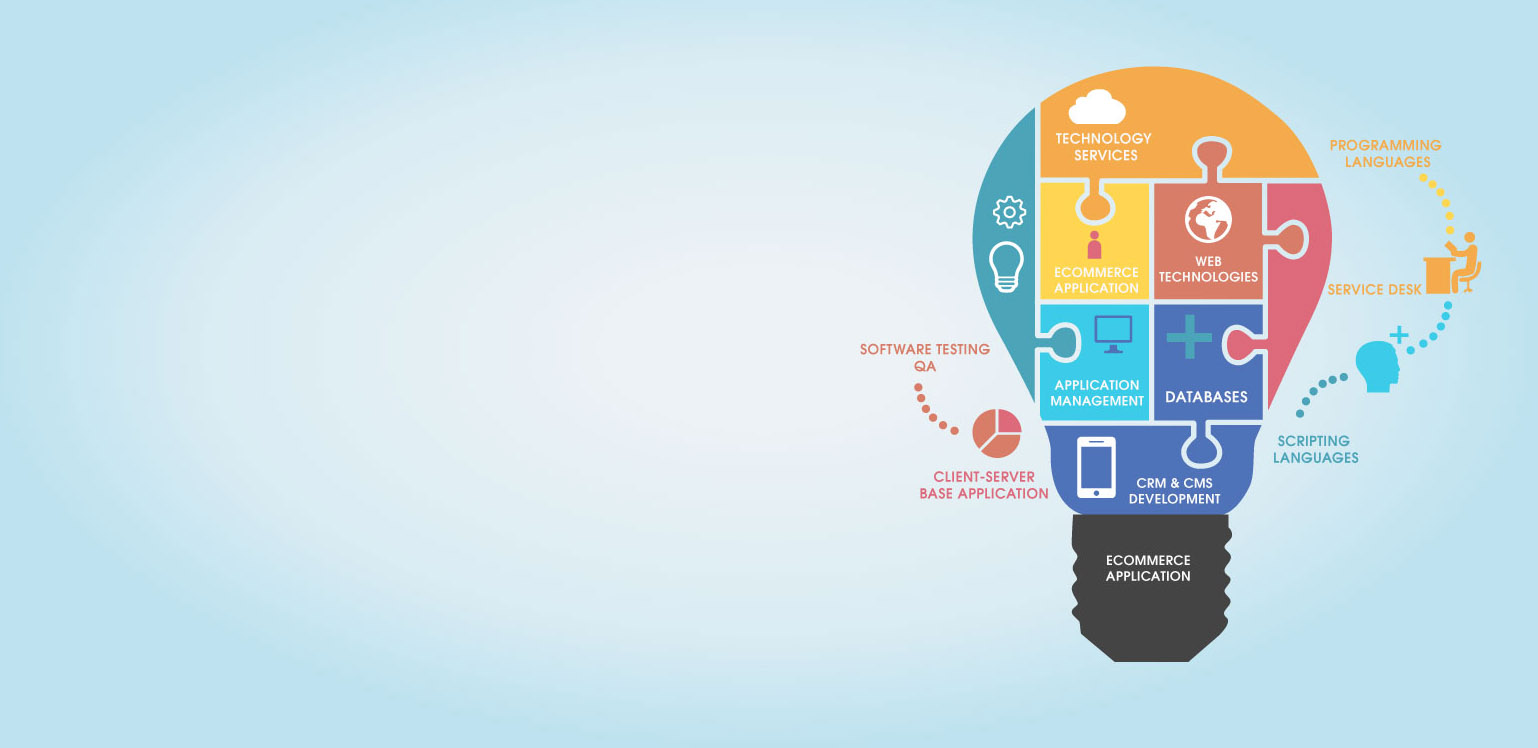 TECHNOLOGY
SERVICES
PROGRAMMING
LANGUAGES
ECOMMERCE
APPLICATION
WEB
TECHNOLOGIES
SERVICE DESK
SOFTWARE TESTING
QA
APPLICATION
MANAGEMENT
DATABASES
SCRIPTING
LANGUAGES
CLIENT-SERVER
BASE APPLICATION
CRM & CMS
DEVELOPMENT
ECOMMERCE
APPLICATION